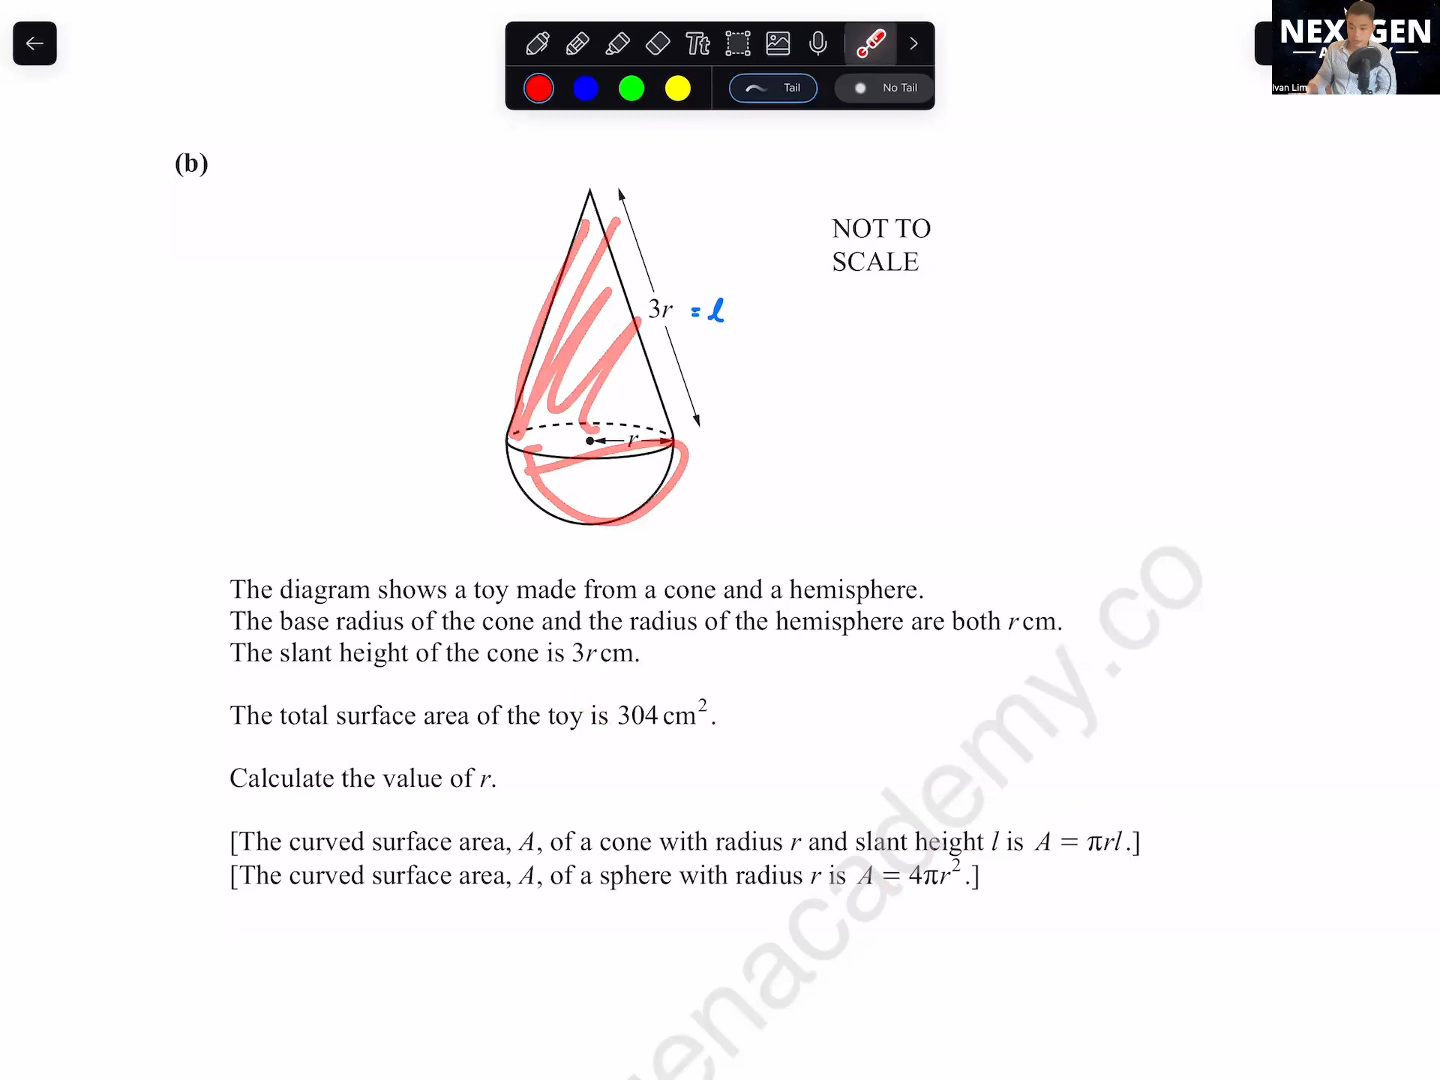 Tt
NEXTGEN
Ivan Lim
Tail
No Tail
(b)
NOT TO
SCALE
3r = l
r
The diagram shows a toy made from a cone and a hemisphere.
The base radius of the cone and the radius of the hemisphere are both r cm.
The slant height of the cone is 3r cm.
The total surface area of the toy is 304 cm².
Calculate the value of r.
[The curved surface area, A, of a cone with radius r and slant height l is A = πrl.]
[The curved surface area, A, of a sphere with radius r is A = 4πr².]
enacademy.co